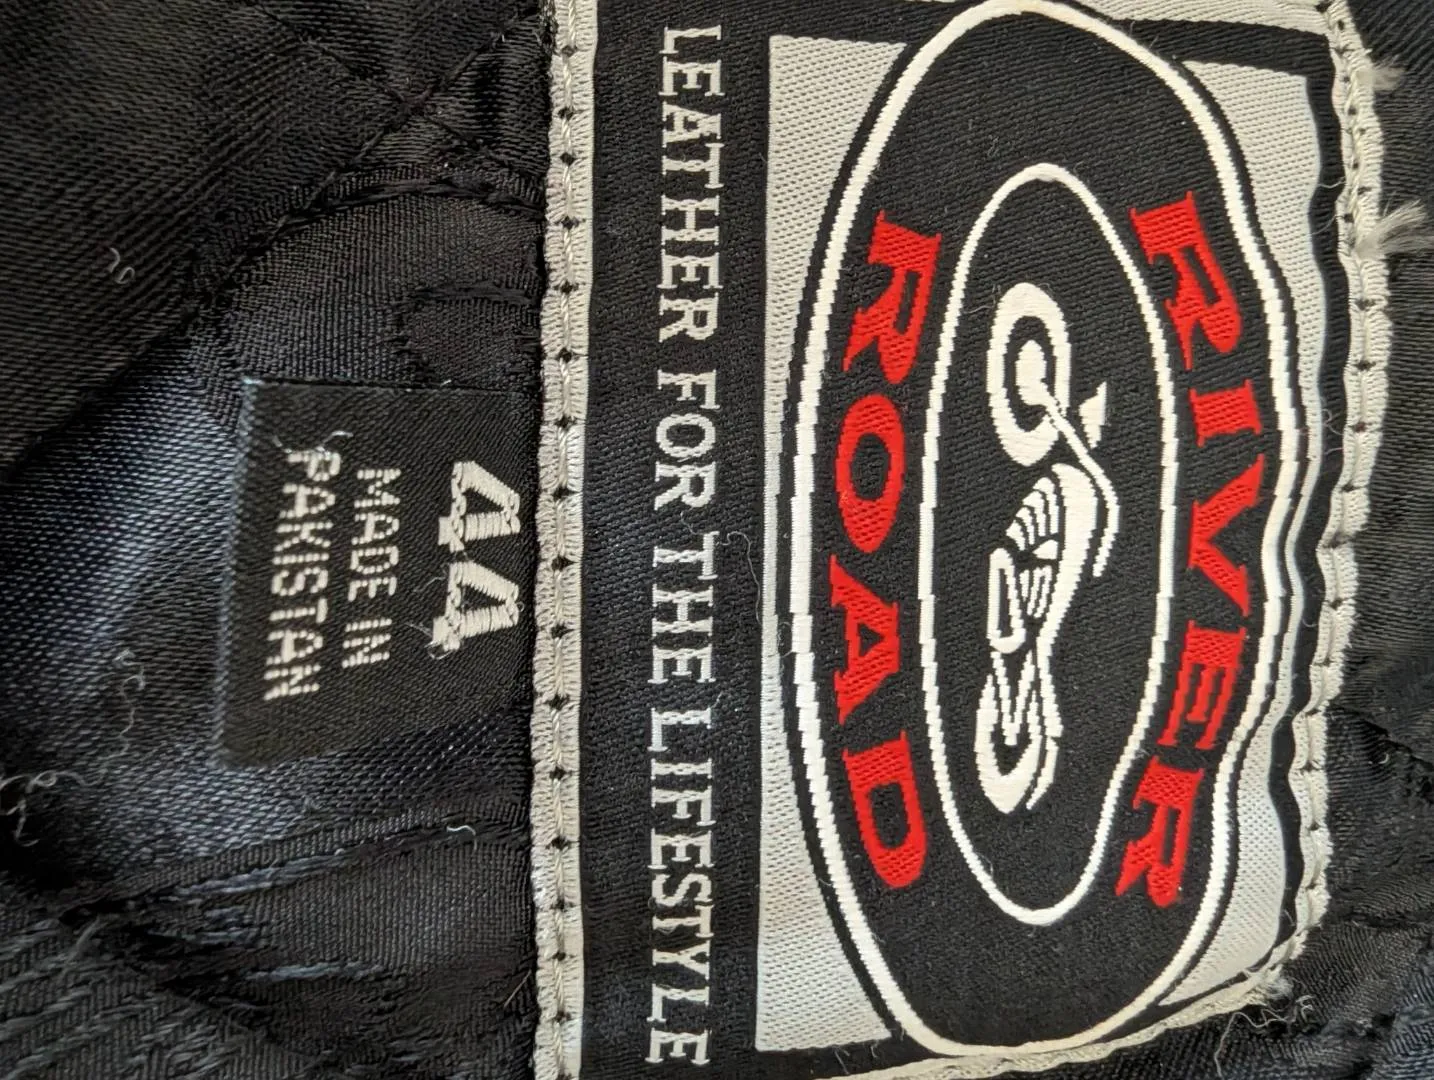 RIVER
ROAD
LEATHER FOR THE LIFESTYLE
44
MADE IN
PAKISTAN